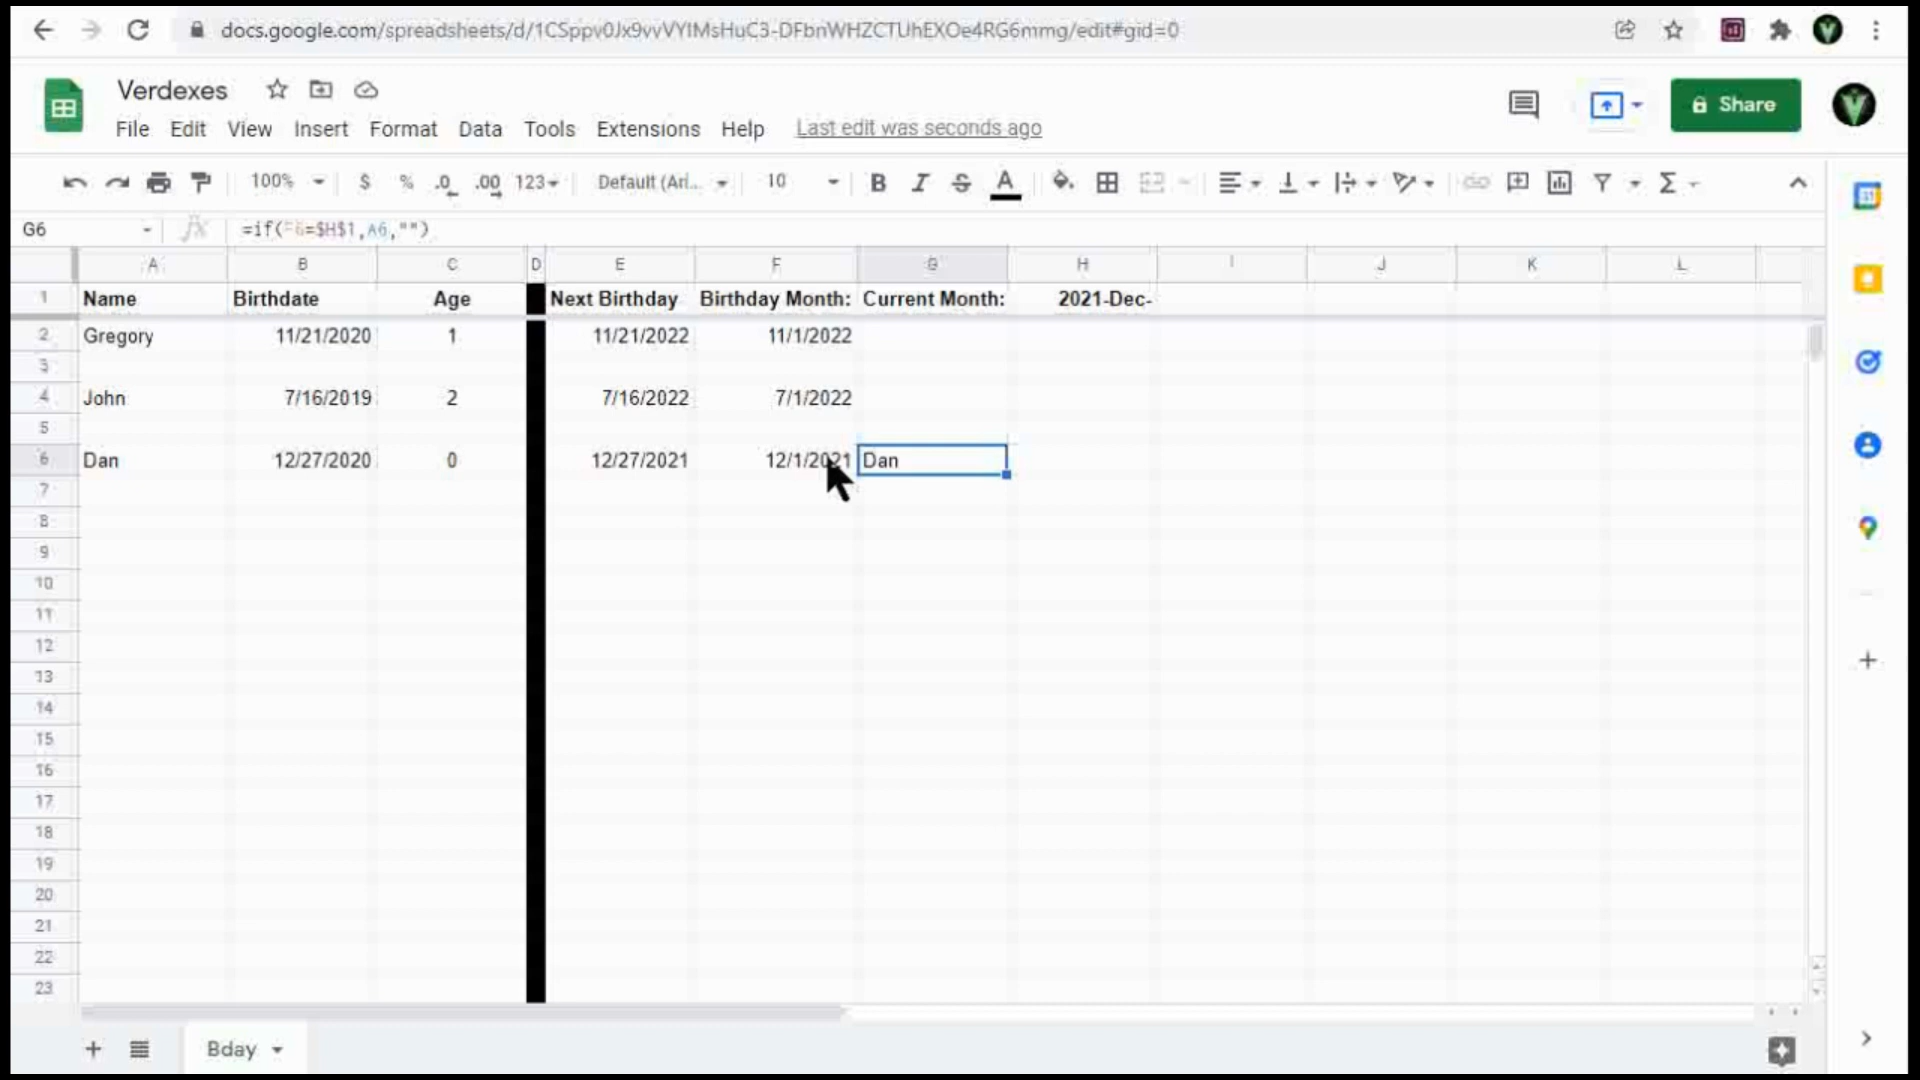 docs.google.com/spreadsheets/d/1CSppv0Jx9vvVYtMsHuC3-DFbnWHZCTUhEXOe4RG6mmg/edit#gid=0
Verdexes
File Edit View Insert Format Data Tools Extensions Help Last edit was seconds ago
Share
100% $ % .0 .00 123 Default (Ari... 10 B I S A Σ
G6 fx =if(F6=$H$1,A6,"")
A B C D E F G H I J K L
1 Name Birthdate Age Next Birthday Birthday Month: Current Month: 2021-Dec-
2 Gregory 11/21/2020 1 11/21/2022 11/1/2022
3
4 John 7/16/2019 2 7/16/2022 7/1/2022
5
6 Dan 12/27/2020 0 12/27/2021 12/1/2021 Dan
7
8
9
10
11
12
13
14
15
16
17
18
19
20
21
22
23
Bday